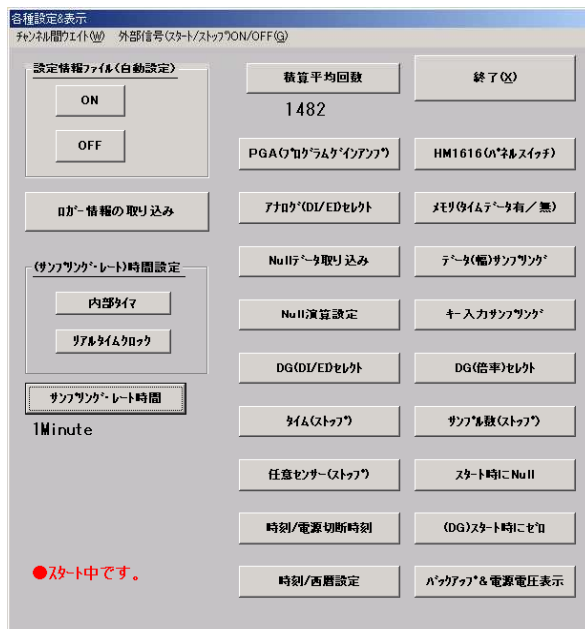 各種設定&表示
ﾁｬﾝﾈﾙ間ｳｴｲﾄ(W) 外部信号(ｽﾀｰﾄ/ｽﾄｯﾌﾟ)ON/OFF(G)
設定情報ファイル(自動設定)
ON
OFF
ﾛｶﾞｰ情報の取り込み
(ｻﾝﾌﾟﾘﾝｸﾞ･ﾚｰﾄ)時間設定
内部ﾀｲﾏ
ﾘｱﾙﾀｲﾑｸﾛｯｸ
ｻﾝﾌﾟﾘﾝｸﾞ･ﾚｰﾄ時間
1Minute
●ｽﾀｰﾄ中です。
積算平均回数
1482
PGA(ﾌﾟﾛｸﾞﾗﾑｹﾞｲﾝｱﾝﾌﾟ)
ｱﾅﾛｸﾞ(DI/ED)ｾﾚｸﾄ
Nullﾃﾞｰﾀ取り込み
Null演算設定
DG(DI/ED)ｾﾚｸﾄ
ﾀｲﾑ(ｽﾄｯﾌﾟ)
任意ｾﾝｻｰ(ｽﾄｯﾌﾟ)
時刻/電源切断時刻
時刻/西暦設定
終了(X)
HM1616(ﾊﾟﾈﾙｽｲｯﾁ)
ﾒﾓﾘ(ﾀｲﾑﾃﾞｰﾀ有/無)
ﾃﾞｰﾀ(幅)ｻﾝﾌﾟﾘﾝｸﾞ
キー入力ｻﾝﾌﾟﾘﾝｸﾞ
DG(倍率)ｾﾚｸﾄ
ｻﾝﾌﾟﾙ数(ｽﾄｯﾌﾟ)
ｽﾀｰﾄ時にNull
(DG)ｽﾀｰﾄ時にｾﾞﾛ
ﾊﾞｯｸｱｯﾌﾟ&電源電圧表示